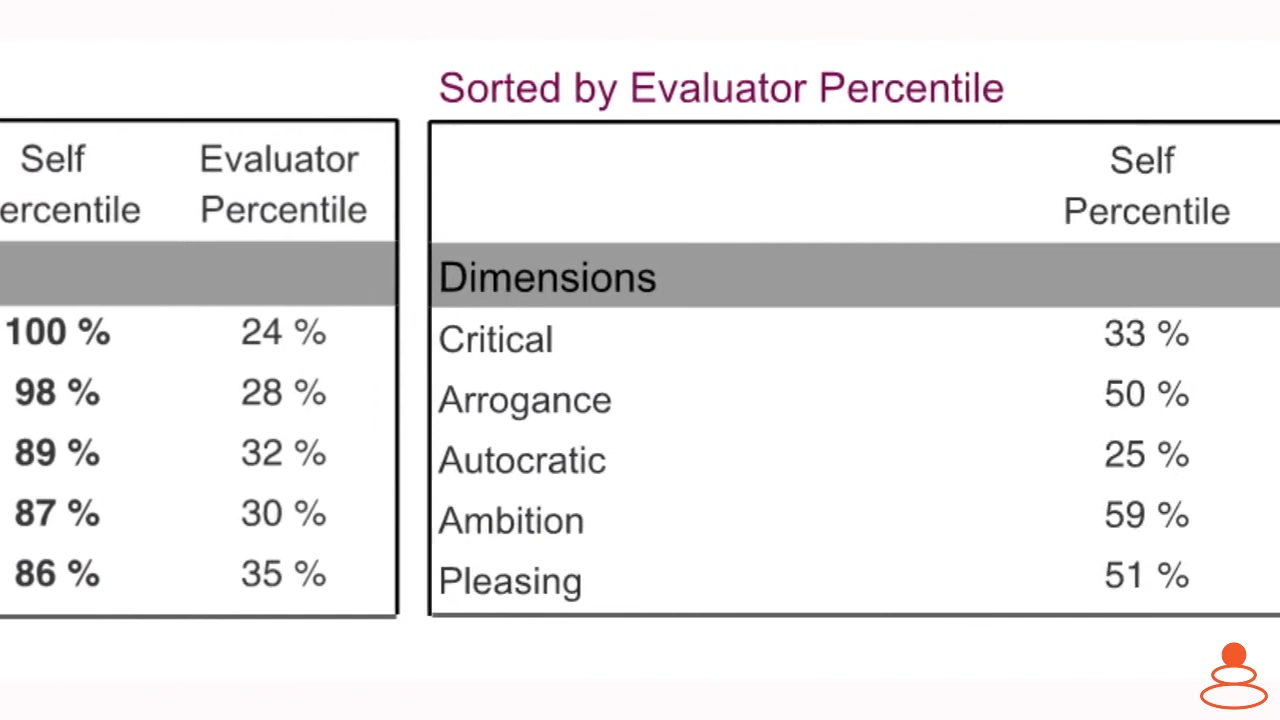 Sorted by Evaluator Percentile
Self Evaluator
ercentile Percentile
100 % 24 %
98 % 28 %
89 % 32 %
87 % 30 %
86 % 35 %
Self
Percentile
Dimensions
Critical 33 %
Arrogance 50 %
Autocratic 25 %
Ambition 59 %
Pleasing 51 %